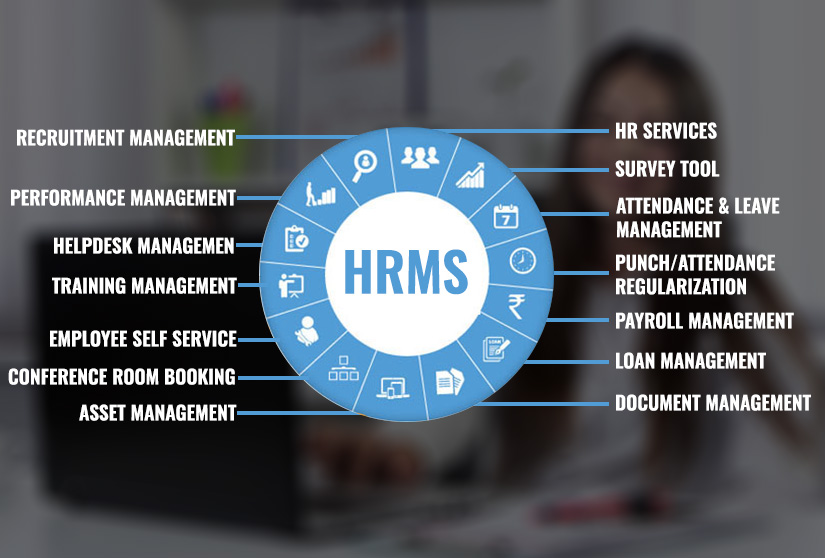 RECRUITMENT MANAGEMENT
PERFORMANCE MANAGEMENT
HELPDESK MANAGEMEN
TRAINING MANAGEMENT
EMPLOYEE SELF SERVICE
CONFERENCE ROOM BOOKING
ASSET MANAGEMENT
HRMS
7
₹
LOAN
HR SERVICES
SURVEY TOOL
ATTENDANCE & LEAVE
MANAGEMENT
PUNCH/ATTENDANCE
REGULARIZATION
PAYROLL MANAGEMENT
LOAN MANAGEMENT
DOCUMENT MANAGEMENT